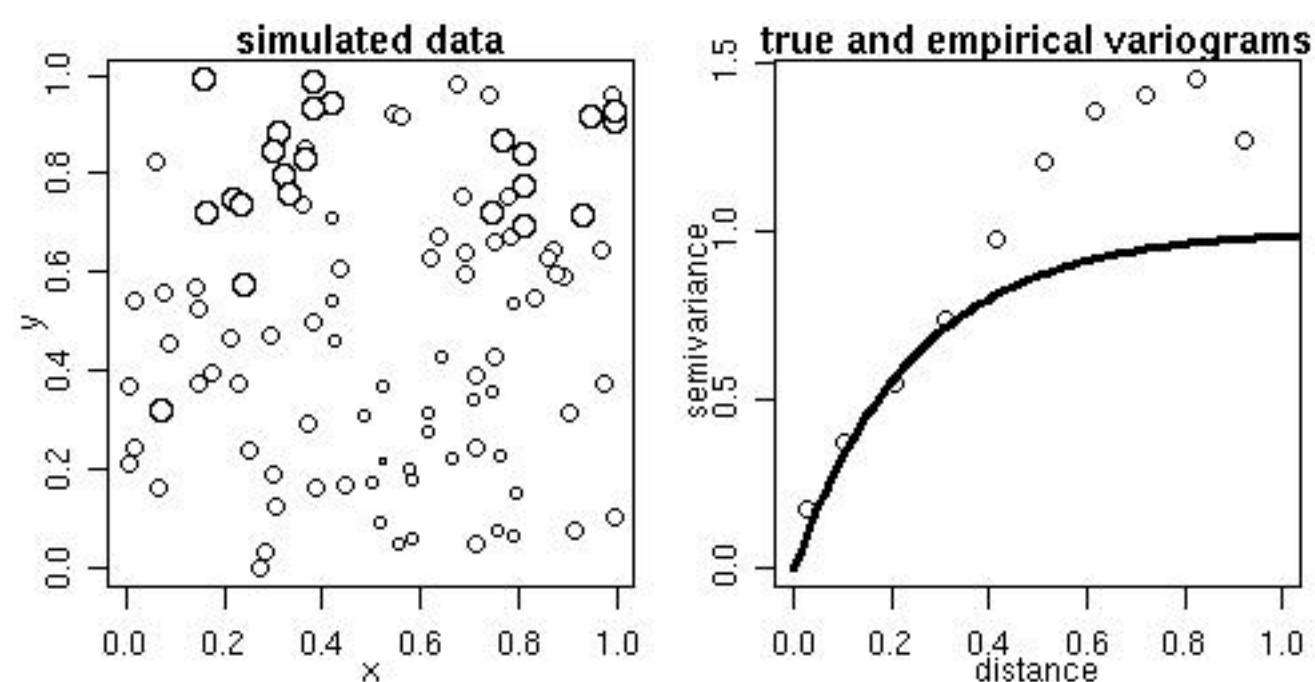 simulated data
y
1.0
0.8
0.6
0.4
0.2
0.0
0.0 0.2 0.4 0.6 0.8 1.0
x
true and empirical variograms
semivariance
1.5
1.0
0.5
0.0
0.0 0.2 0.4 0.6 0.8 1.0
distance